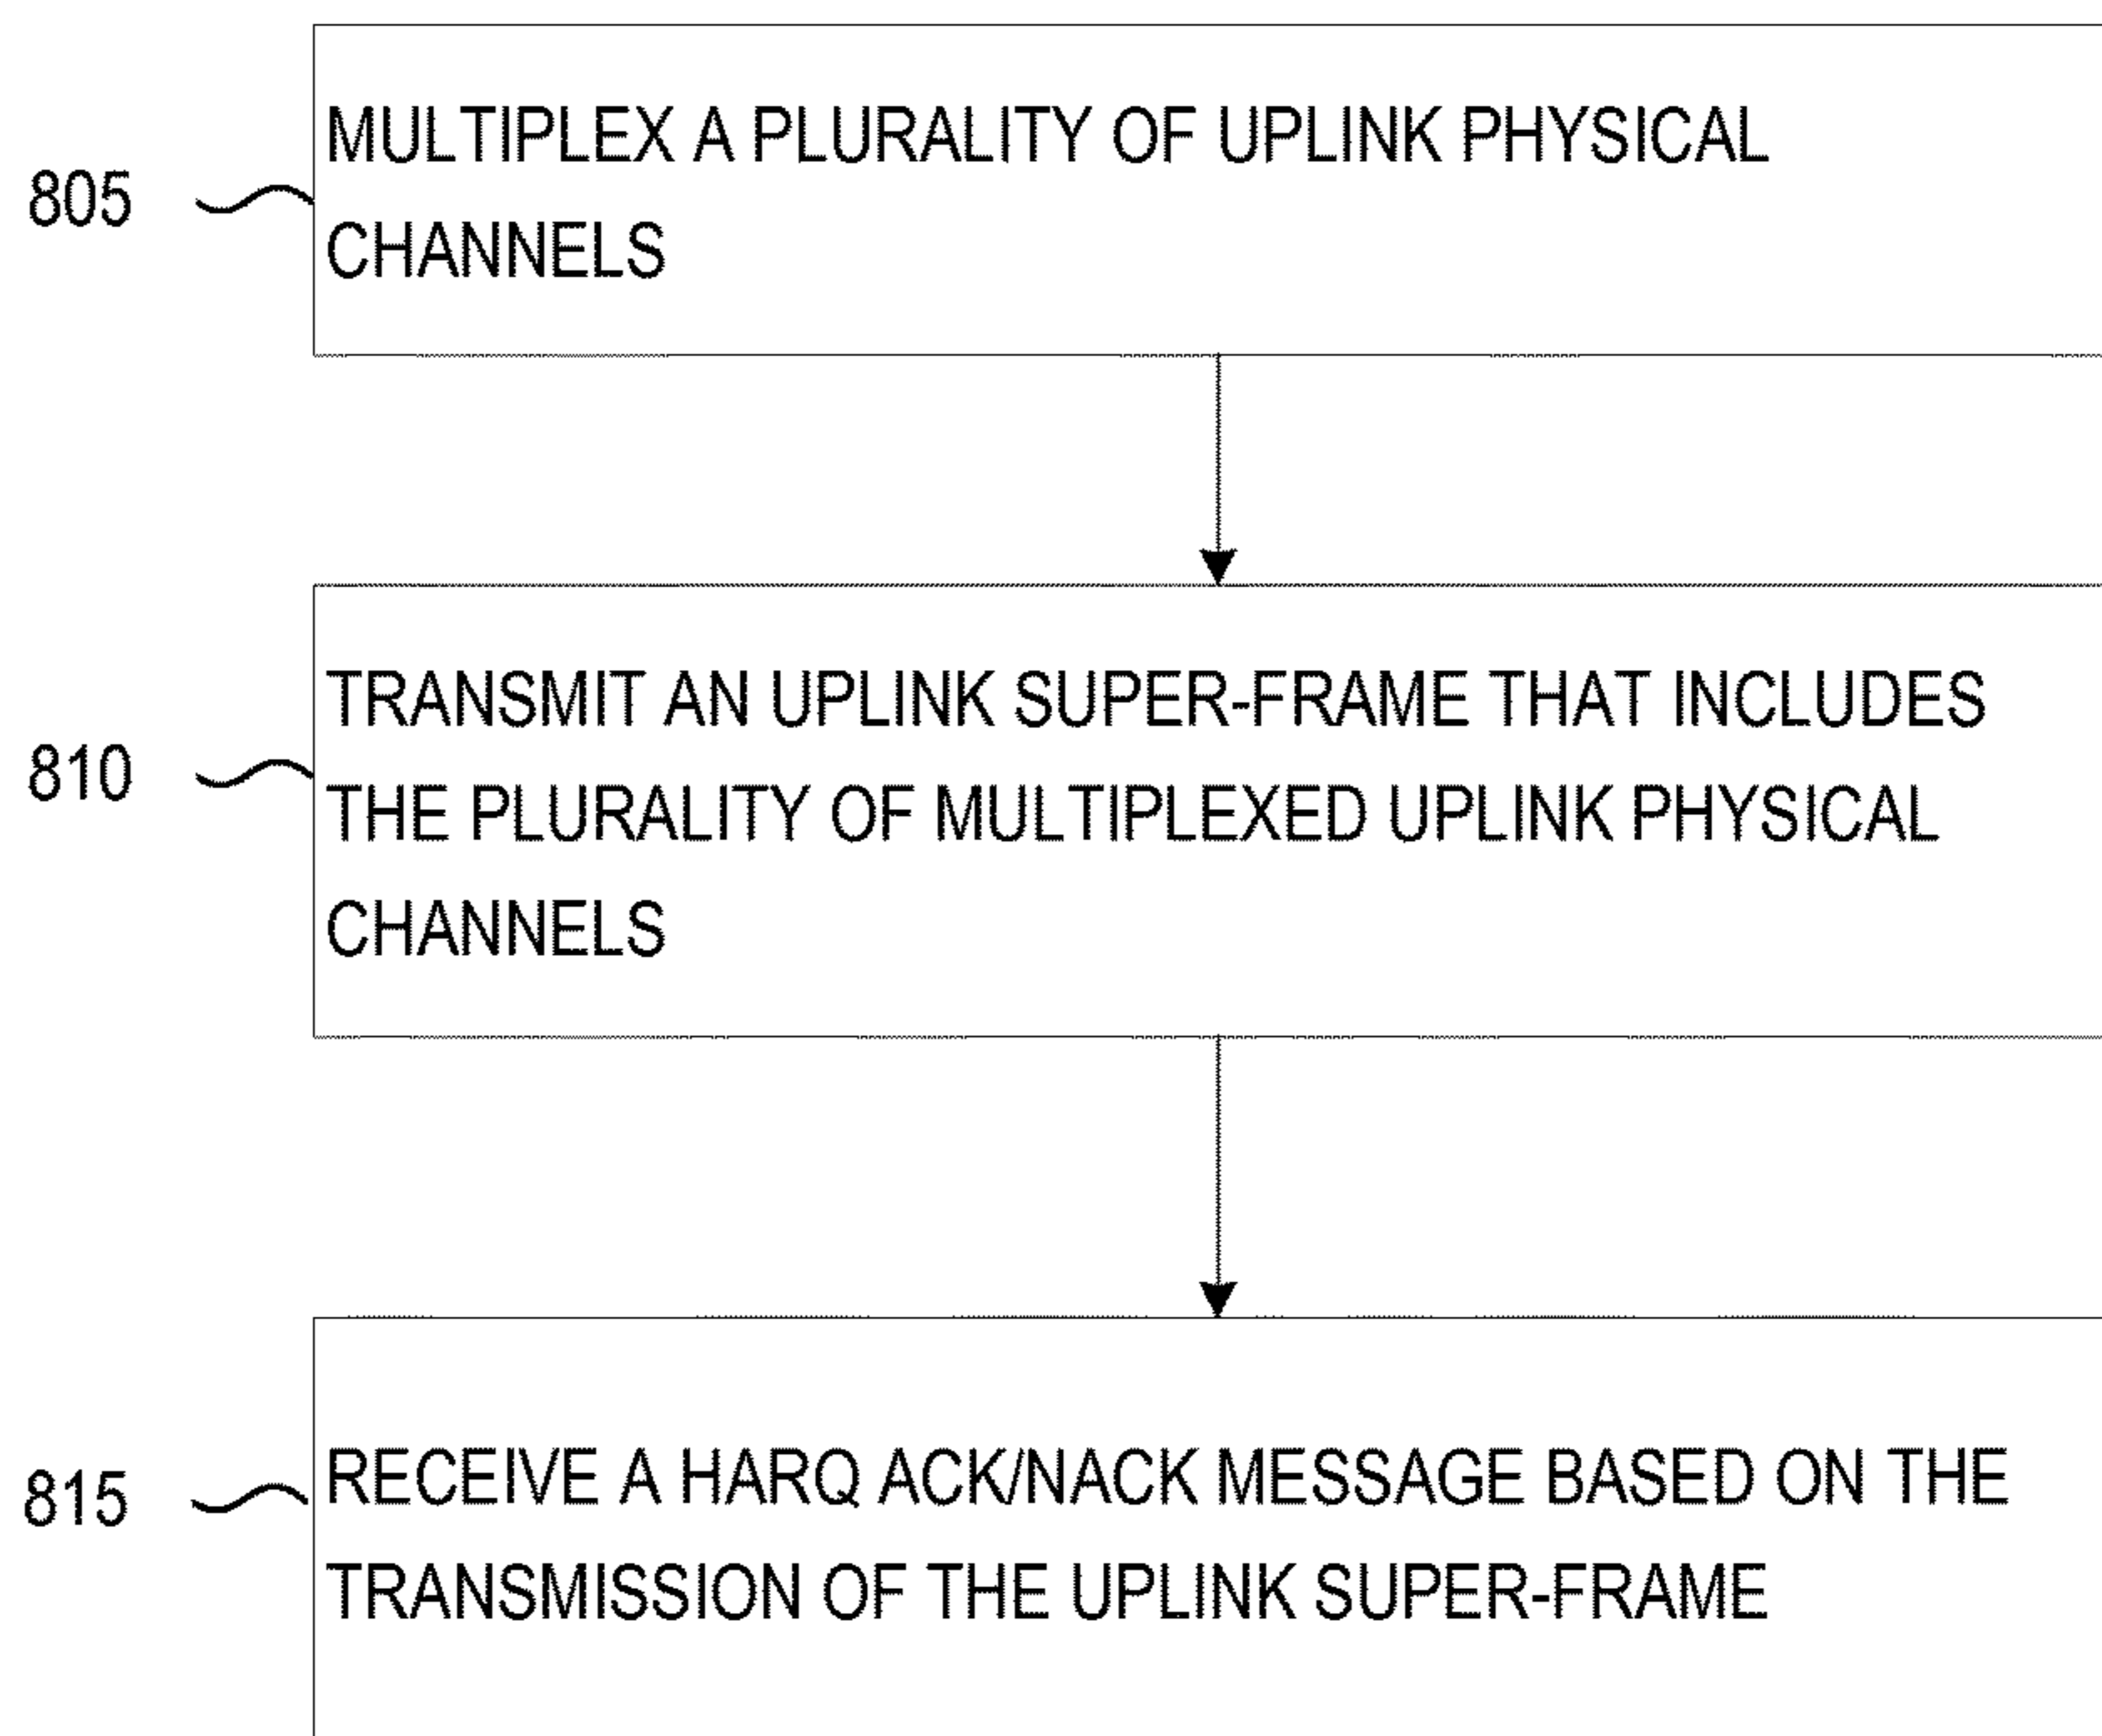 805
MULTIPLEX A PLURALITY OF UPLINK PHYSICAL
CHANNELS
810
TRANSMIT AN UPLINK SUPER-FRAME THAT INCLUDES
THE PLURALITY OF MULTIPLEXED UPLINK PHYSICAL
CHANNELS
815
RECEIVE A HARQ ACK/NACK MESSAGE BASED ON THE
TRANSMISSION OF THE UPLINK SUPER-FRAME